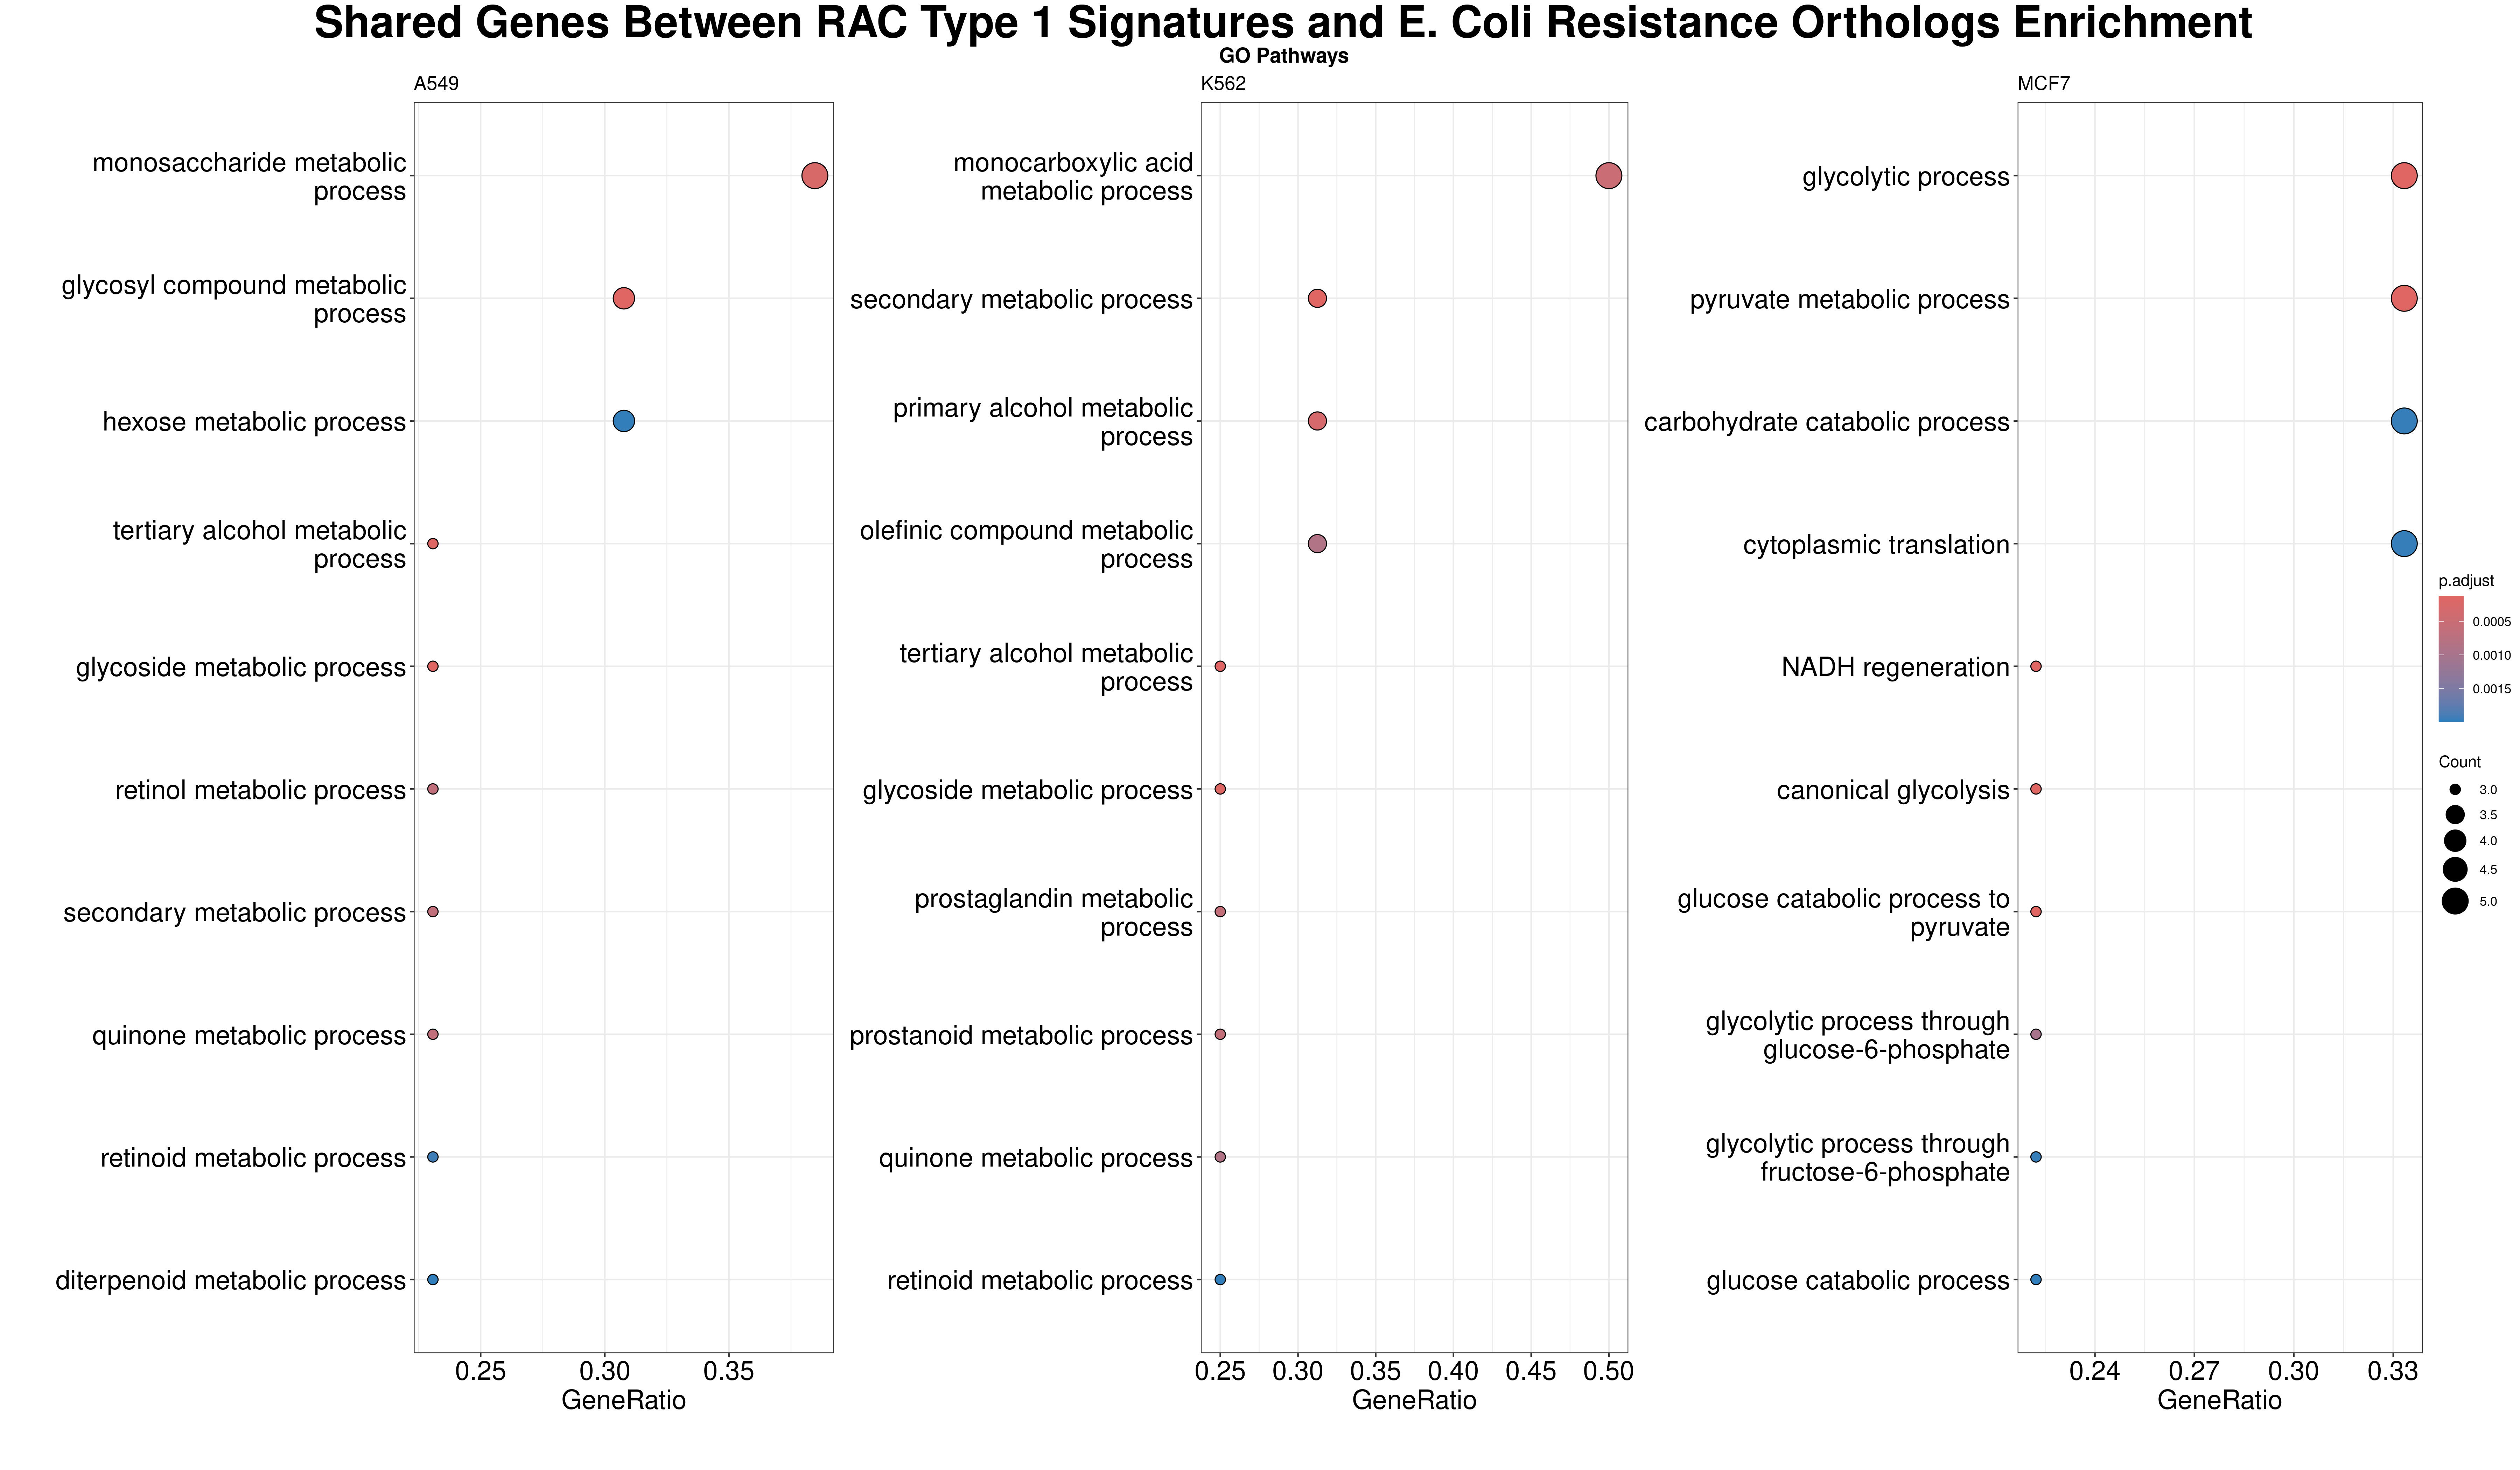 Shared Genes Between RAC Type 1 Signatures and E. Coli Resistance Orthologs Enrichment
GO Pathways
A549
monosaccharide metabolic
process
glycosyl compound metabolic
process
hexose metabolic process
tertiary alcohol metabolic
process
glycoside metabolic process
retinol metabolic process
secondary metabolic process
quinone metabolic process
retinoid metabolic process
diterpenoid metabolic process
0.25 0.30 0.35
GeneRatio
K562
monocarboxylic acid
metabolic process
secondary metabolic process
primary alcohol metabolic
process
olefinic compound metabolic
process
tertiary alcohol metabolic
process
glycoside metabolic process
prostaglandin metabolic
process
prostanoid metabolic process
quinone metabolic process
retinoid metabolic process
0.25 0.30 0.35 0.40 0.45 0.50
GeneRatio
MCF7
glycolytic process
pyruvate metabolic process
carbohydrate catabolic process
cytoplasmic translation
NADH regeneration
canonical glycolysis
glucose catabolic process to
pyruvate
glycolytic process through
glucose-6-phosphate
glycolytic process through
fructose-6-phosphate
glucose catabolic process
0.24 0.27 0.30 0.33
GeneRatio
p.adjust
0.0005
0.0010
0.0015
Count
3.0
3.5
4.0
4.5
5.0